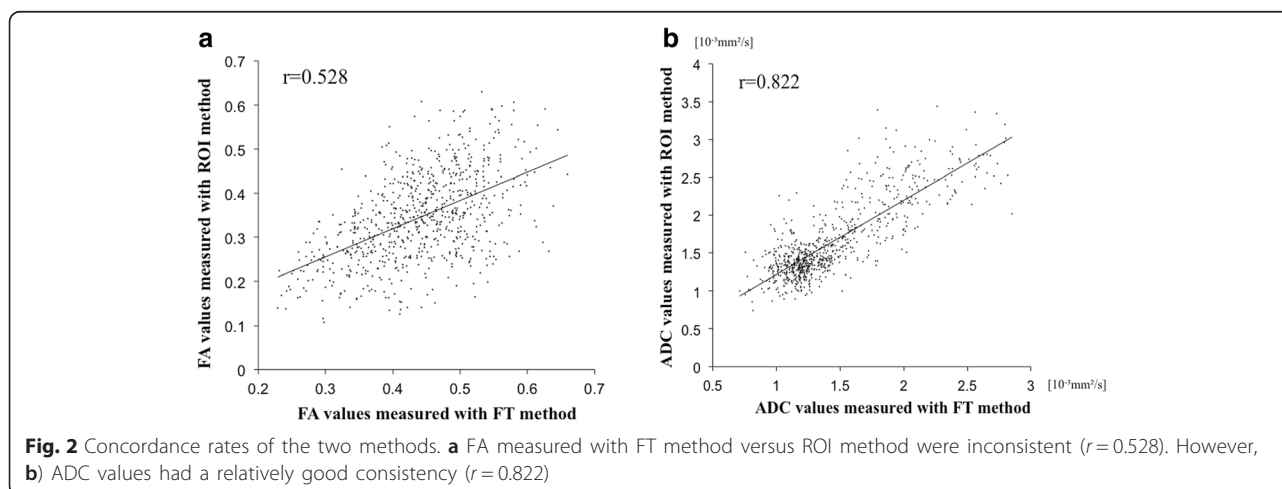 a
r=0.528
FA values measured with ROI method
0.7
0.6
0.5
0.4
0.3
0.2
0.1
0
0.2 0.3 0.4 0.5 0.6 0.7
FA values measured with FT method
b
[10⁻³mm²/s]
r=0.822
ADC values measured with ROI method
4
3.5
3
2.5
2
1.5
1
0.5
0
0.5 1 1.5 2 2.5 3 [10⁻³mm²/s]
ADC values measured with FT method
Fig. 2 Concordance rates of the two methods. a FA measured with FT method versus ROI method were inconsistent (r = 0.528). However,
b) ADC values had a relatively good consistency (r = 0.822)